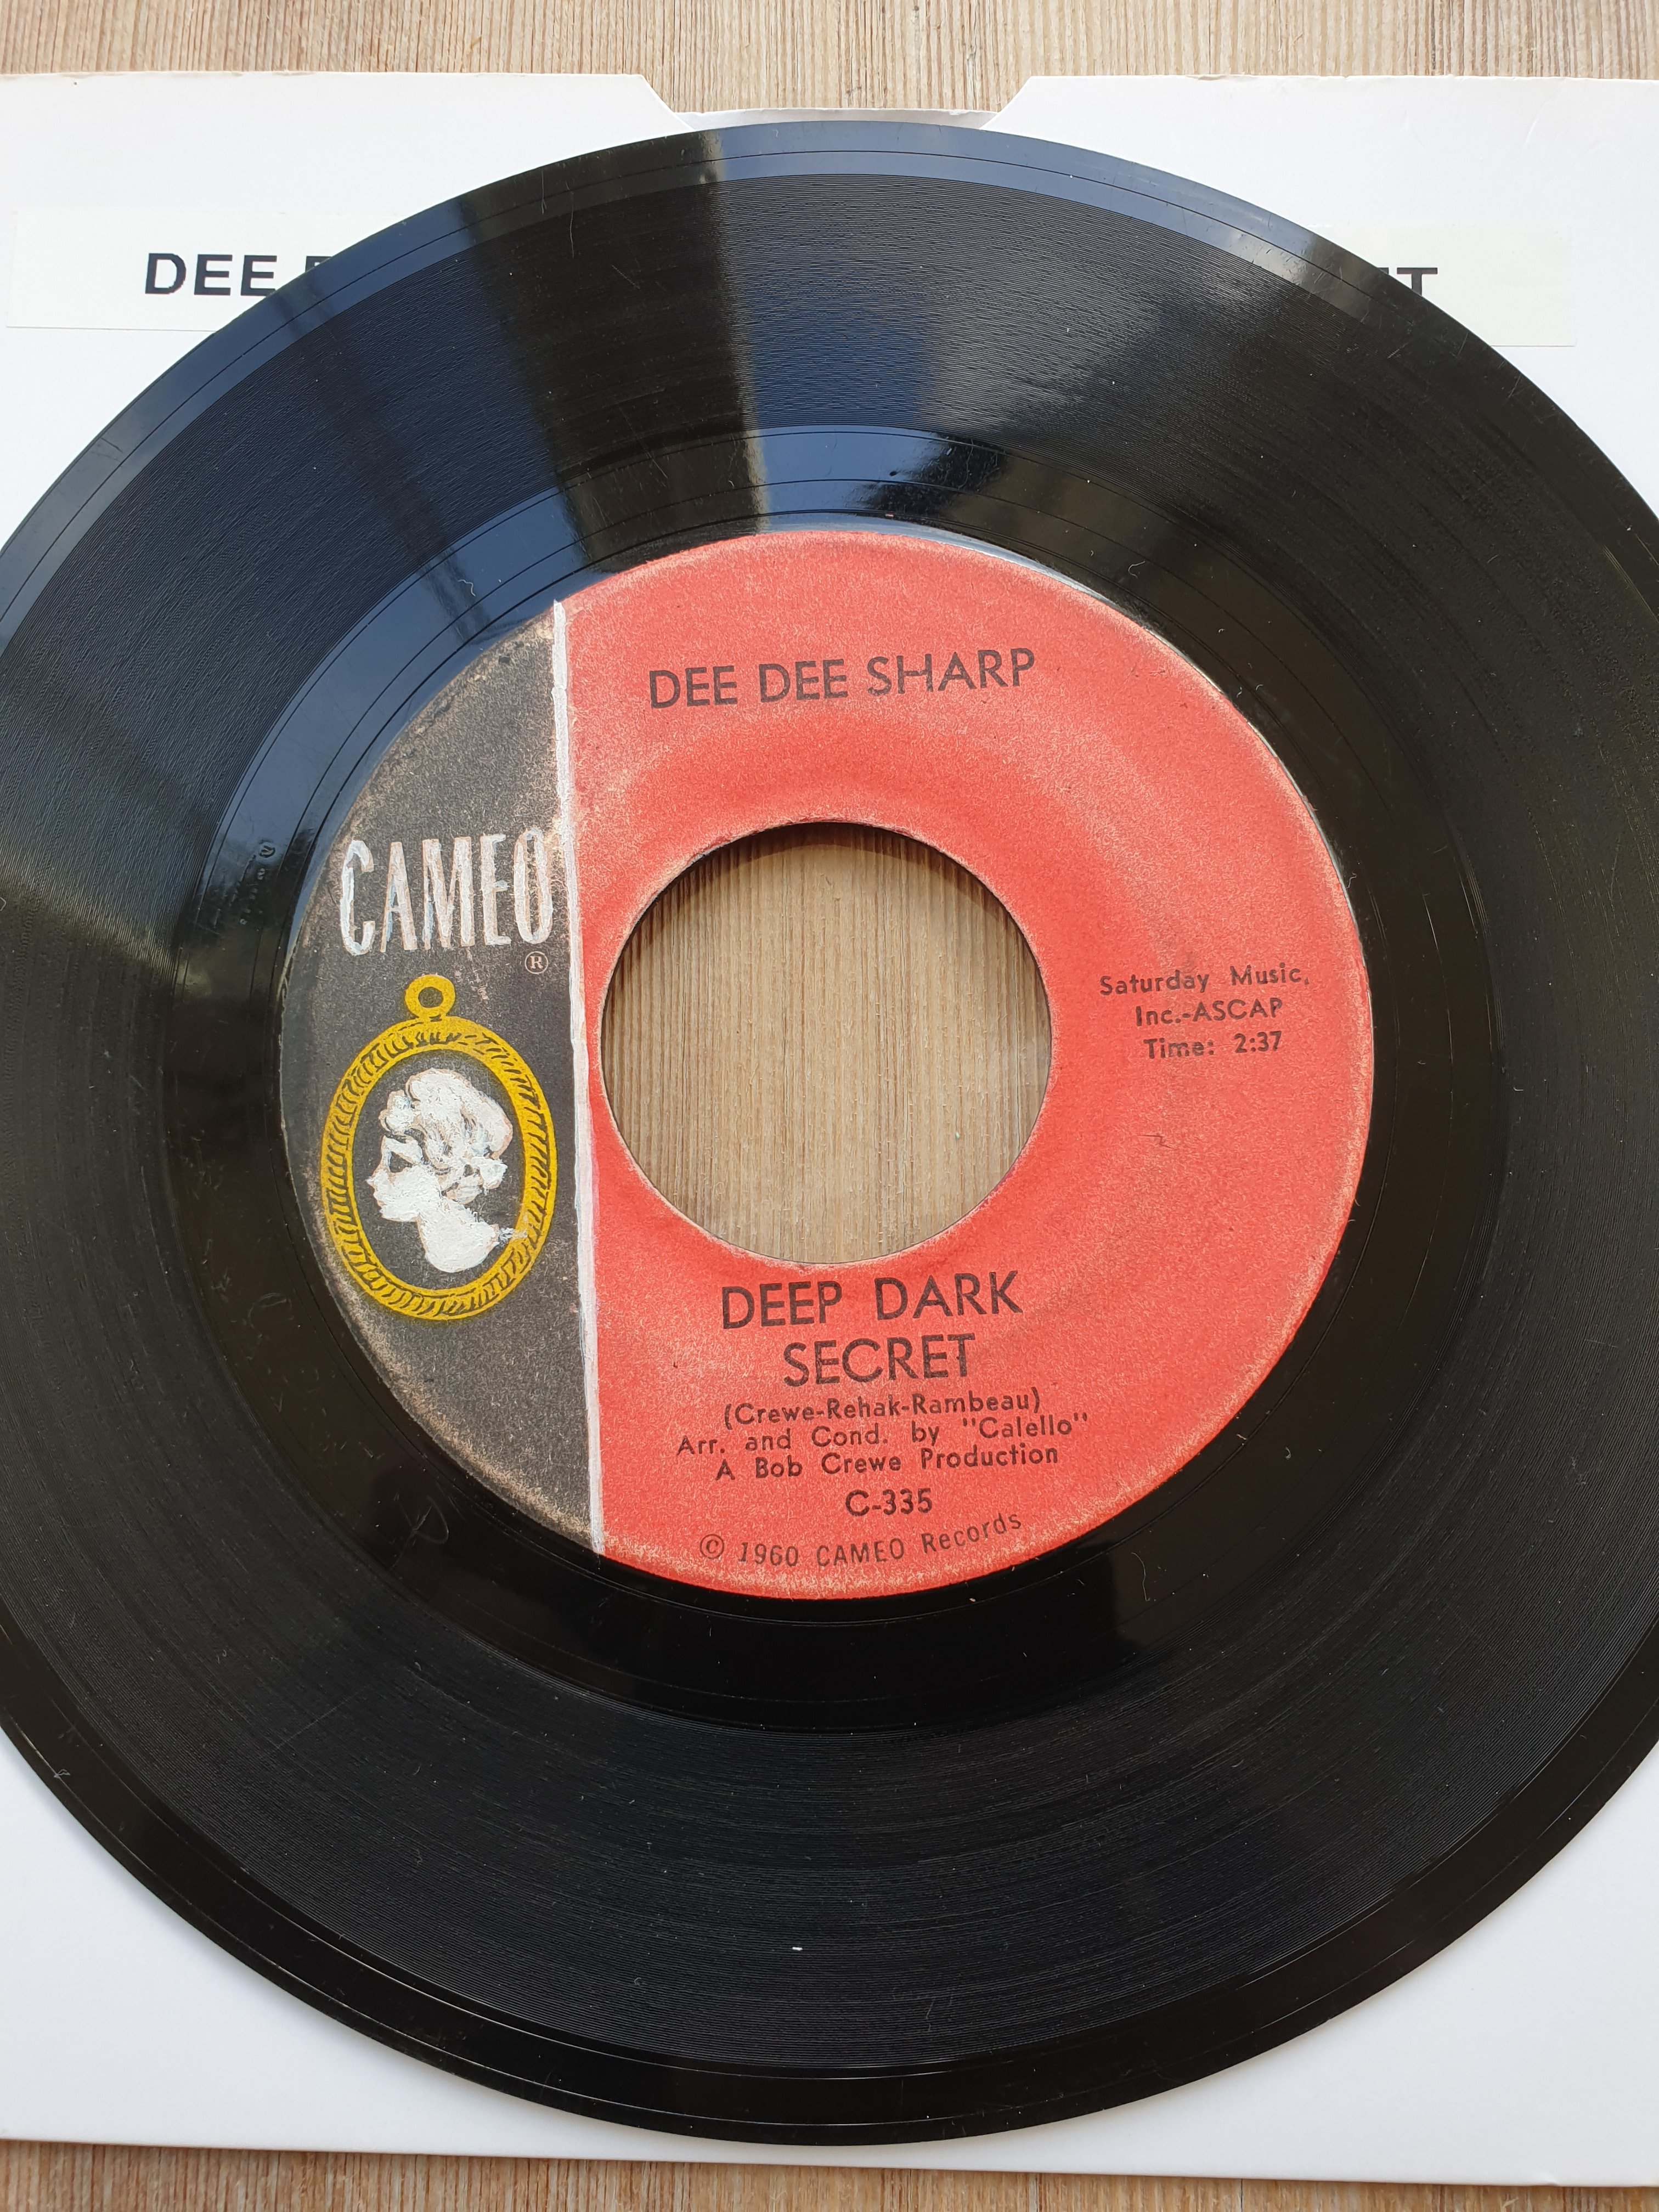 DEE
T
DEE DEE SHARP
CAMEO
®
Saturday Music,
Inc.-ASCAP
Time: 2:37
DEEP DARK
SECRET
(Crewe-Rehak-Rambeau)
Arr. and Cond. by "Calello"
A Bob Crewe Production
C-335
© 1960 CAMEO Records